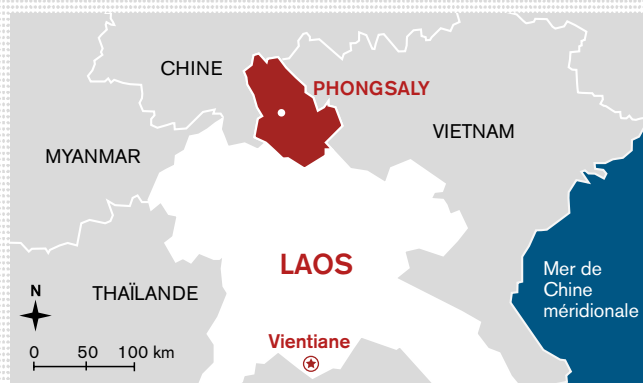 CHINE
PHONGSALY
VIETNAM
MYANMAR
LAOS
Mer de
Chine
méridionale
N
THAÏLANDE
Vientiane
0 50 100 km